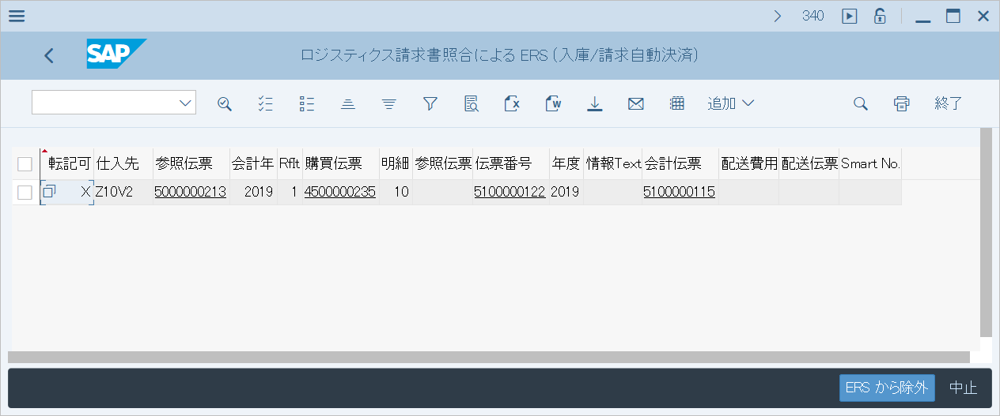 340
SAP
ロジスティクス請求書照合による ERS (入庫/請求自動決済)
追加 終了
転記可 仕入先 参照伝票 会計年 Rflt 購買伝票 明細 参照伝票 伝票番号 年度 情報Text 会計伝票 配送費用 配送伝票 Smart No.
X Z10V2 5000000213 2019 1 4500000235 10 5100000122 2019 5100000115
ERS から除外 中止